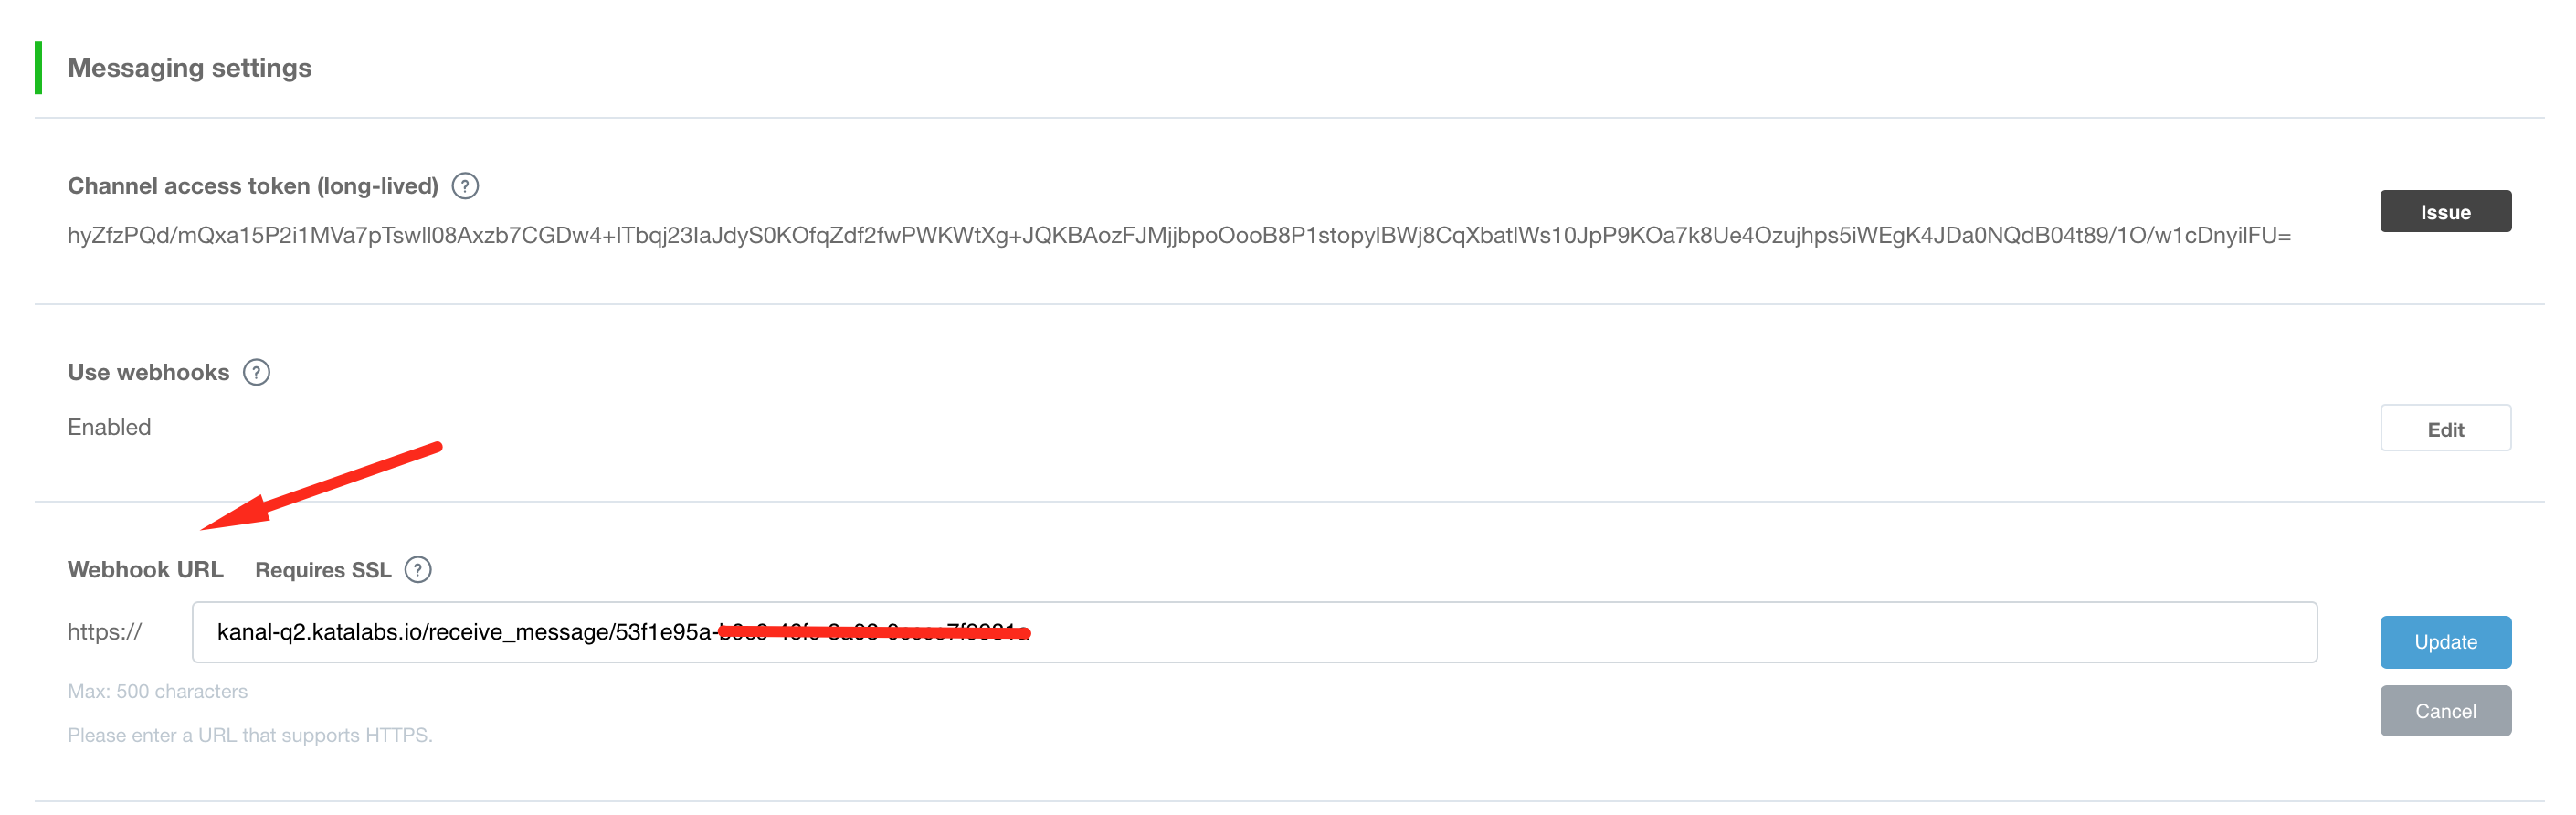 Messaging settings
Channel access token (long-lived) ?
hyZfzPQd/mQxa15P2i1MVa7pTswll08Axzb7CGDw4+ITbqj23IaJdyS0KOfqZdf2fwPWKWtXg+JQKBAozFJMjjbpoOooB8P1stopylBWj8CqXbatlWs10JpP9KOa7k8Ue4Ozujhps5iWEgK4JDa0NQdB04t89/1O/w1cDnyilFU=
Issue
Use webhooks ?
Enabled
Edit
Webhook URL Requires SSL ?
https:// kanal-q2.katalabs.io/receive_message/53f1e95a-
Update
Max: 500 characters
Cancel
Please enter a URL that supports HTTPS.